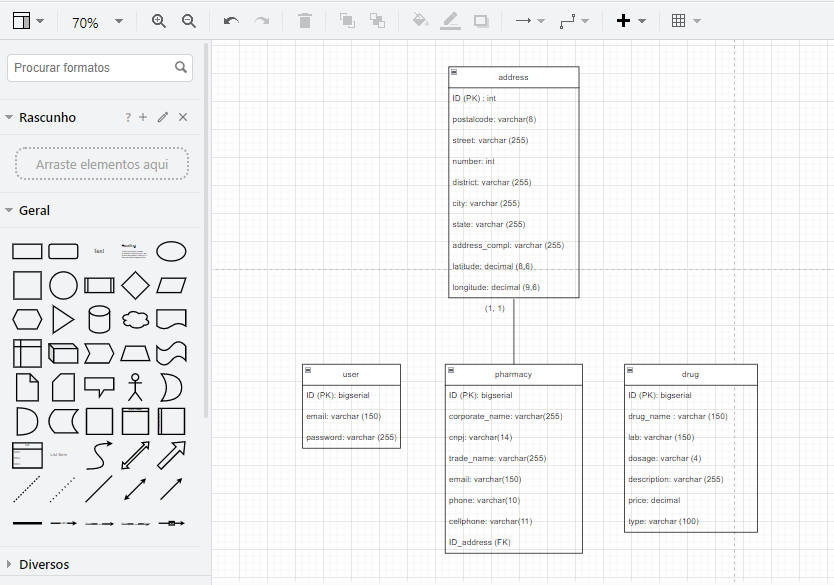 70%
Procurar formatos
Rascunho
?
Arraste elementos aqui
Geral
Text
Heading
List Item
Diversos
address
ID (PK) : int
postalcode: varchar(8)
street: varchar (255)
number: int
district: varchar (255)
city: varchar (255)
state: varchar (255)
address_compl: varchar (255)
latitude: decimal (8,6)
longitude: decimal (9,6)
(1, 1)
user
ID (PK): bigserial
email: varchar (150)
password: varchar (255)
pharmacy
ID (PK): bigserial
corporate_name: varchar(255)
cnpj: varchar(14)
trade_name: varchar(255)
email: varchar(150)
phone: varchar(10)
cellphone: varchar(11)
ID_address (FK)
drug
ID (PK): bigserial
drug_name : varchar (150)
lab: varchar (150)
dosage: varchar (4)
description: varchar (255)
price: decimal
type: varchar (100)